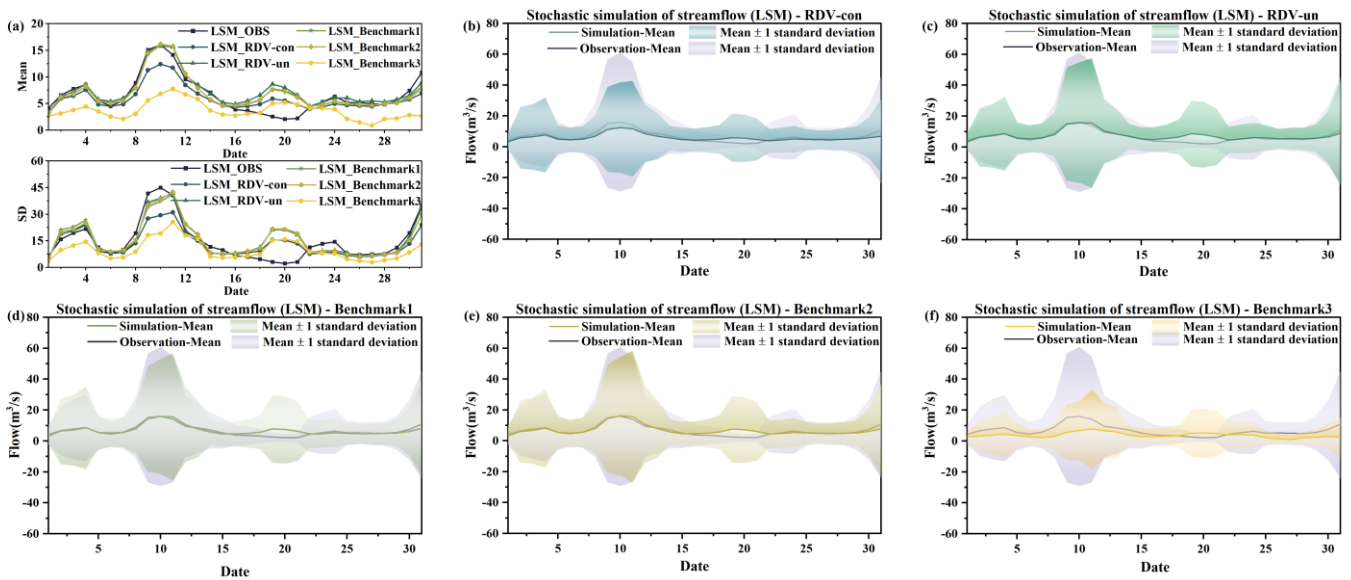 (a)
20
15
10
5
0
Mean
LSM_OBS
LSM_RDV-con
LSM_RDV-un
LSM_Benchmark1
LSM_Benchmark2
LSM_Benchmark3
4 8 12 16 20 24 28
Date
60
45
30
15
0
SD
LSM_OBS
LSM_RDV-con
LSM_RDV-un
LSM_Benchmark1
LSM_Benchmark2
LSM_Benchmark3
4 8 12 16 20 24 28
Date
(b)
Stochastic simulation of streamflow (LSM) - RDV-con
Simulation-Mean Mean ± 1 standard deviation
Observation-Mean Mean ± 1 standard deviation
80
60
40
20
0
-20
-40
-60
Flow(m³/s)
5 10 15 20 25 30
Date
(c)
Stochastic simulation of streamflow (LSM) - RDV-un
Simulation-Mean Mean ± 1 standard deviation
Observation-Mean Mean ± 1 standard deviation
80
60
40
20
0
-20
-40
-60
Flow(m³/s)
5 10 15 20 25 30
Date
(d)
Stochastic simulation of streamflow (LSM) - Benchmark1
Simulation-Mean Mean ± 1 standard deviation
Observation-Mean Mean ± 1 standard deviation
80
60
40
20
0
-20
-40
-60
Flow(m³/s)
5 10 15 20 25 30
Date
(e)
Stochastic simulation of streamflow (LSM) - Benchmark2
Simulation-Mean Mean ± 1 standard deviation
Observation-Mean Mean ± 1 standard deviation
80
60
40
20
0
-20
-40
-60
Flow(m³/s)
5 10 15 20 25 30
Date
(f)
Stochastic simulation of streamflow (LSM) - Benchmark3
Simulation-Mean Mean ± 1 standard deviation
Observation-Mean Mean ± 1 standard deviation
80
60
40
20
0
-20
-40
-60
Flow(m³/s)
5 10 15 20 25 30
Date